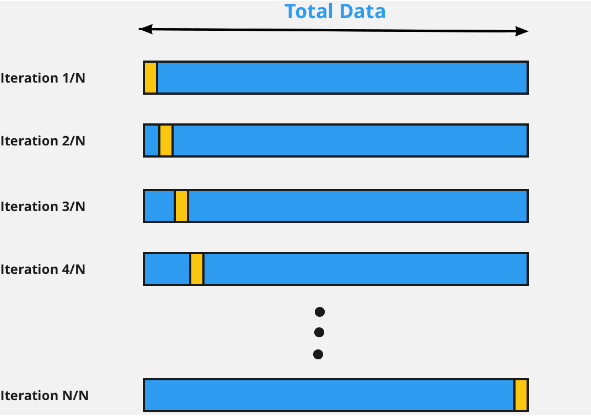 Total Data
Iteration 1/N
Iteration 2/N
Iteration 3/N
Iteration 4/N
Iteration N/N